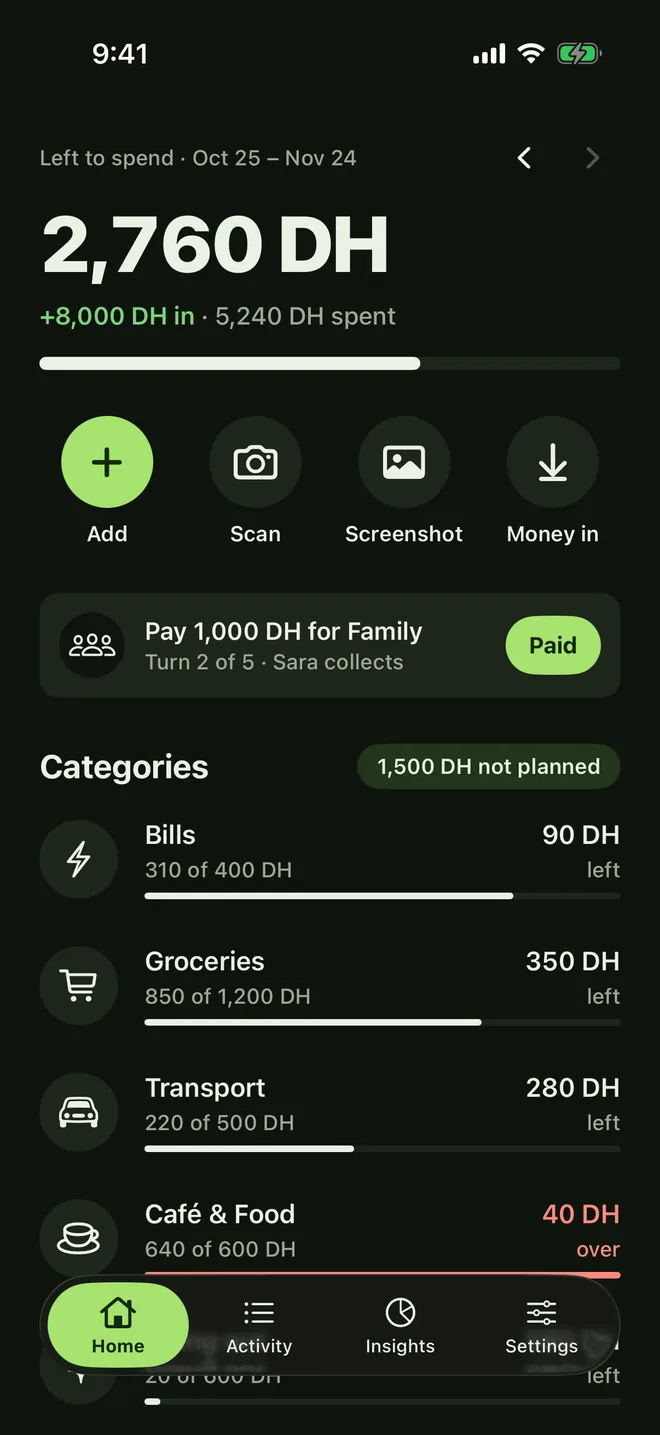 9:41
Left to spend · Oct 25 – Nov 24
2,760 DH
+8,000 DH in · 5,240 DH spent
Add
Scan
Screenshot
Money in
Pay 1,000 DH for Family
Turn 2 of 5 · Sara collects
Paid
Categories
1,500 DH not planned
Bills
90 DH
310 of 400 DH
left
Groceries
350 DH
850 of 1,200 DH
left
Transport
280 DH
220 of 500 DH
left
Café & Food
40 DH
640 of 600 DH
over
20 of 600 DH
left
Home
Activity
Insights
Settings